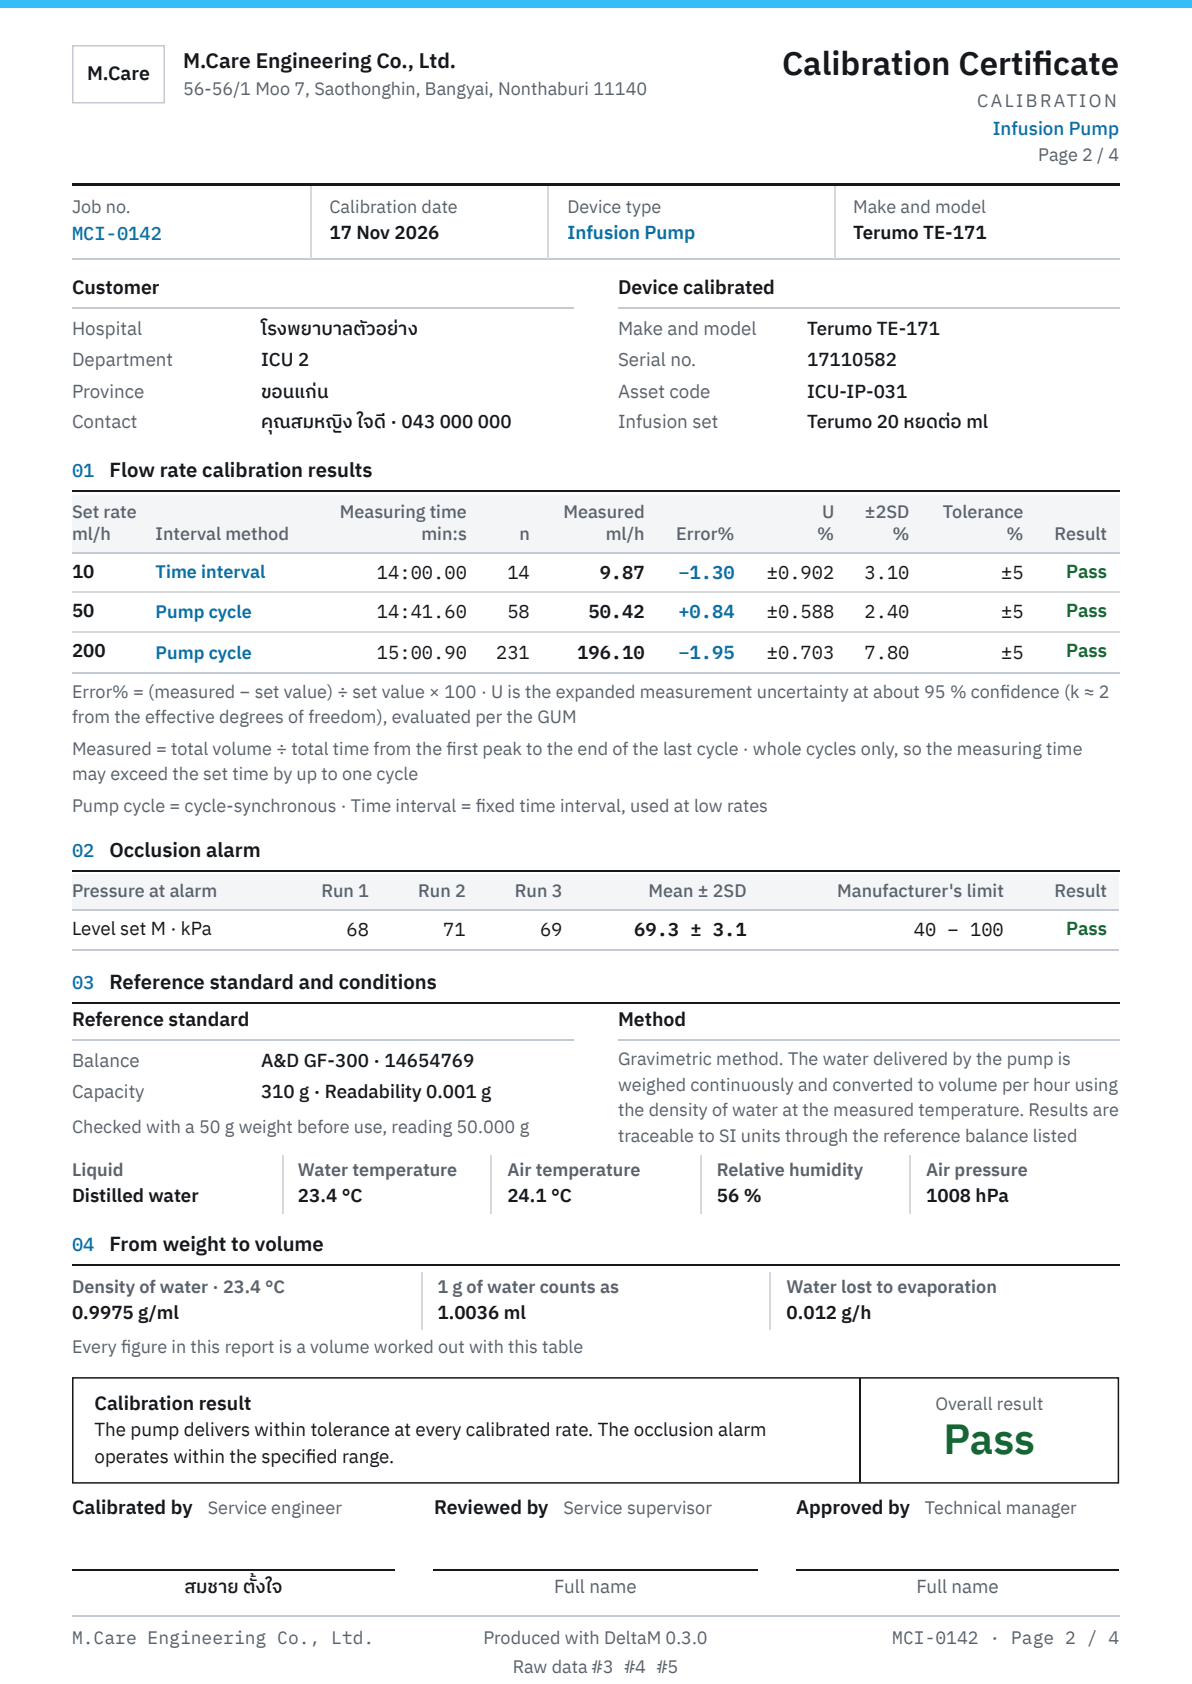 M.Care
M.Care Engineering Co., Ltd.
56-56/1 Moo 7, Saothonghin, Bangyai, Nonthaburi 11140
Calibration Certificate
CALIBRATION
Infusion Pump
Page 2 / 4
Job no. Calibration date Device type Make and model
MCI-0142 17 Nov 2026 Infusion Pump Terumo TE-171
Customer
Hospital โรงพยาบาลตัวอย่าง
Department ICU 2
Province ขอนแก่น
Contact คุณสมหญิง ใจดี · 043 000 000
Device calibrated
Make and model Terumo TE-171
Serial no. 17110582
Asset code ICU-IP-031
Infusion set Terumo 20 หยดต่อ ml
01 Flow rate calibration results
Set rate Measuring time Measured U ±2SD Tolerance
ml/h Interval method min:s n ml/h Error% % % % Result
10 Time interval 14:00.00 14 9.87 −1.30 ±0.902 3.10 ±5 Pass
50 Pump cycle 14:41.60 58 50.42 +0.84 ±0.588 2.40 ±5 Pass
200 Pump cycle 15:00.90 231 196.10 −1.95 ±0.703 7.80 ±5 Pass
Error% = (measured − set value) ÷ set value × 100 · U is the expanded measurement uncertainty at about 95 % confidence (k ≈ 2
from the effective degrees of freedom), evaluated per the GUM
Measured = total volume ÷ total time from the first peak to the end of the last cycle · whole cycles only, so the measuring time
may exceed the set time by up to one cycle
Pump cycle = cycle-synchronous · Time interval = fixed time interval, used at low rates
02 Occlusion alarm
Pressure at alarm Run 1 Run 2 Run 3 Mean ± 2SD Manufacturer's limit Result
Level set M · kPa 68 71 69 69.3 ± 3.1 40 – 100 Pass
03 Reference standard and conditions
Reference standard
Balance A&D GF-300 · 14654769
Capacity 310 g · Readability 0.001 g
Checked with a 50 g weight before use, reading 50.000 g
Method
Gravimetric method. The water delivered by the pump is
weighed continuously and converted to volume per hour using
the density of water at the measured temperature. Results are
traceable to SI units through the reference balance listed
Liquid Water temperature Air temperature Relative humidity Air pressure
Distilled water 23.4 °C 24.1 °C 56 % 1008 hPa
04 From weight to volume
Density of water · 23.4 °C 1 g of water counts as Water lost to evaporation
0.9975 g/ml 1.0036 ml 0.012 g/h
Every figure in this report is a volume worked out with this table
Calibration result
The pump delivers within tolerance at every calibrated rate. The occlusion alarm
operates within the specified range.
Overall result
Pass
Calibrated by Service engineer Reviewed by Service supervisor Approved by Technical manager
สมชาย ตั้งใจ Full name Full name
M.Care Engineering Co., Ltd. Produced with DeltaM 0.3.0 MCI-0142 · Page 2 / 4
Raw data #3 #4 #5